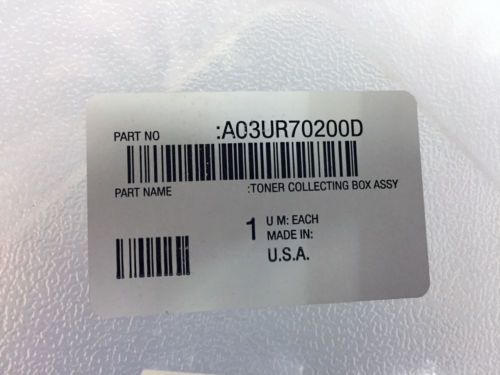 PART NO :A03UR70200D
PART NAME :TONER COLLECTING BOX ASSY
1 U M: EACH
MADE IN:
U.S.A.